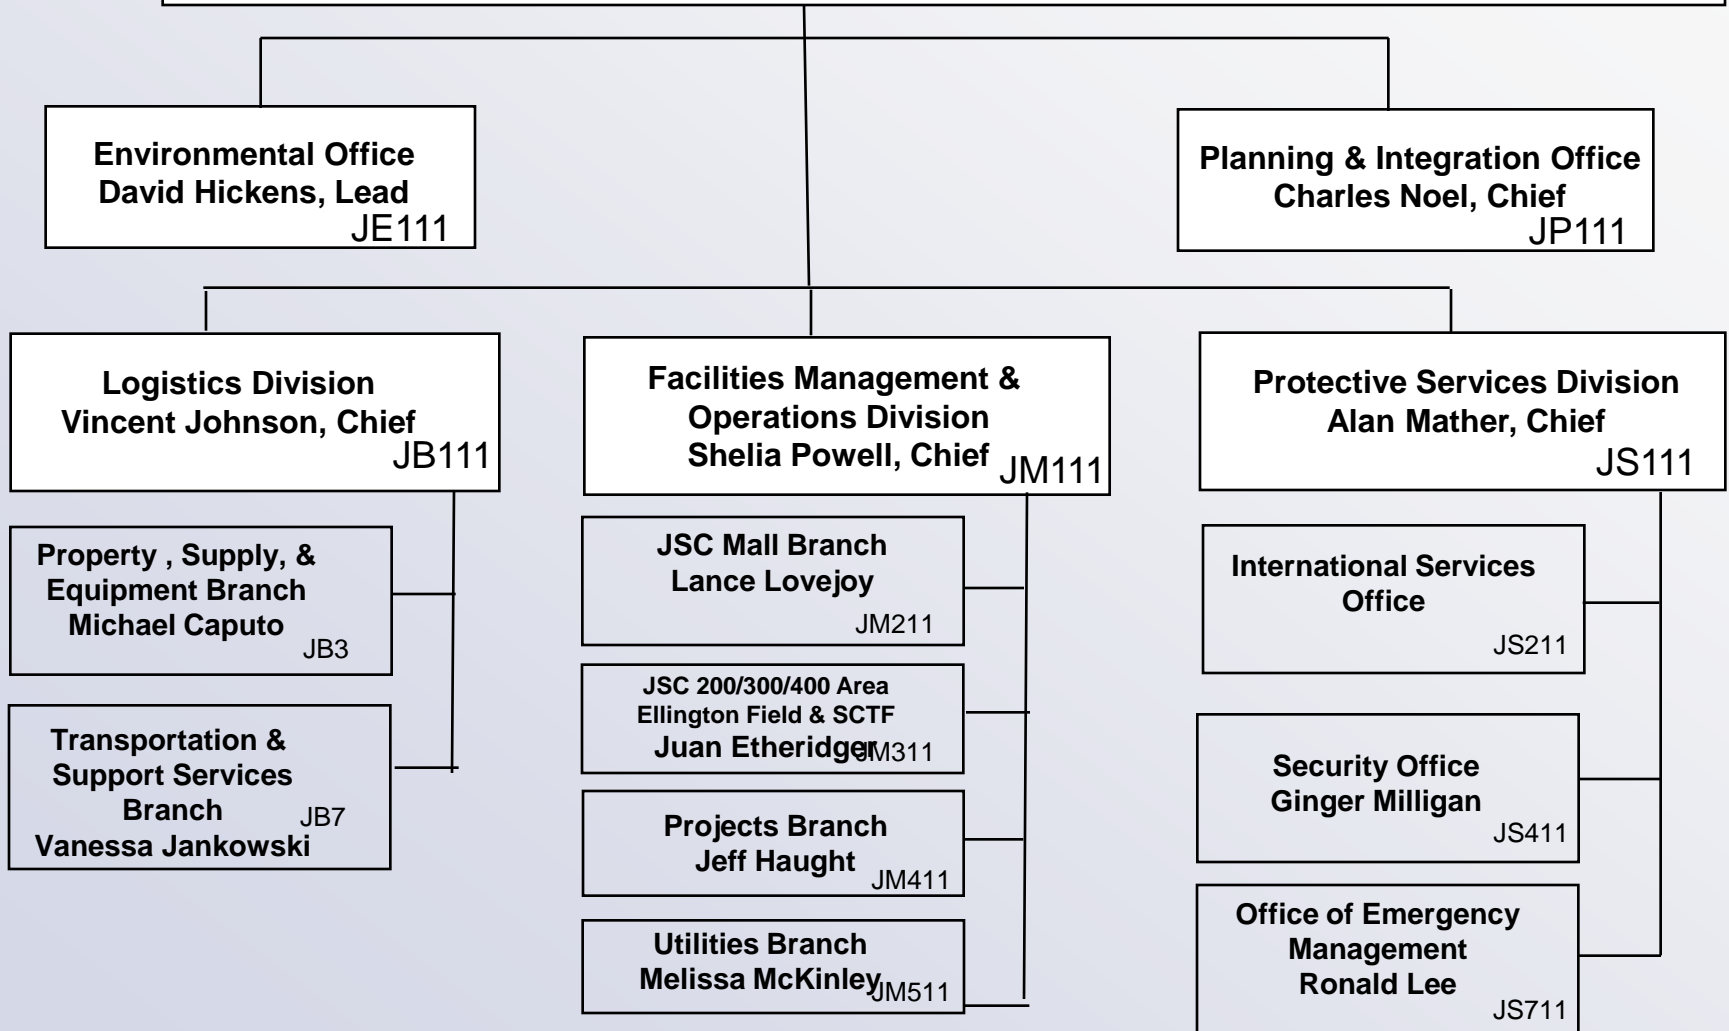 Environmental Office
David Hickens, Lead
JE111
Planning & Integration Office
Charles Noel, Chief
JP111
Logistics Division
Vincent Johnson, Chief
JB111
Facilities Management &
Operations Division
Shelia Powell, Chief
JM111
Protective Services Division
Alan Mather, Chief
JS111
Property , Supply, &
Equipment Branch
Michael Caputo
JB3
Transportation &
Support Services
Branch
JB7
Vanessa Jankowski
JSC Mall Branch
Lance Lovejoy
JM211
JSC 200/300/400 Area
Ellington Field & SCTF
Juan Etheridger
JM311
Projects Branch
Jeff Haught
JM411
Utilities Branch
Melissa McKinley
JM511
International Services
Office
JS211
Security Office
Ginger Milligan
JS411
Office of Emergency
Management
Ronald Lee
JS711